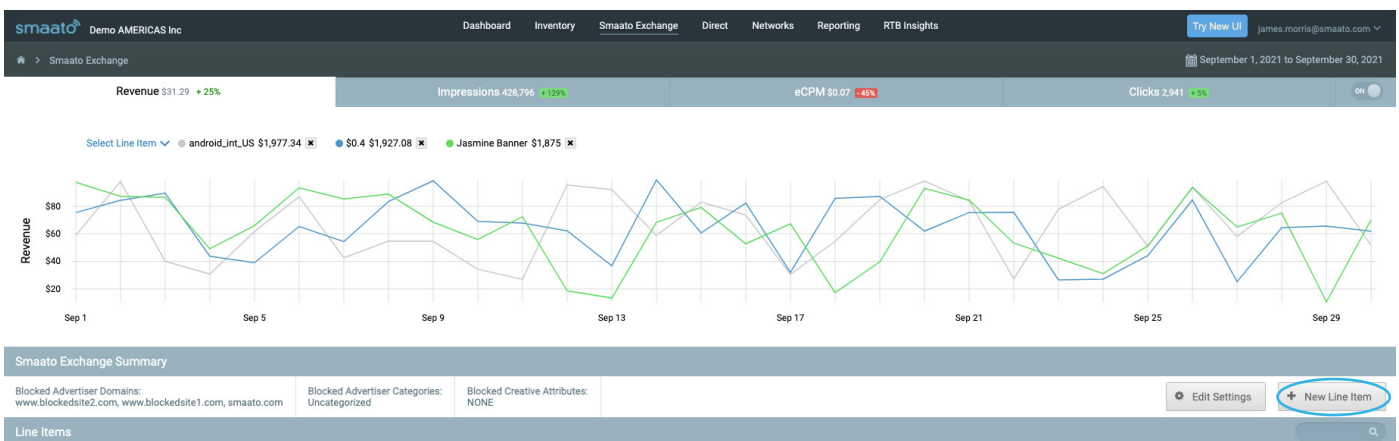 smaato Demo AMERICAS Inc Dashboard Inventory Smaato Exchange Direct Networks Reporting RTB Insights Try New UI james.morris@smaato.com
> Smaato Exchange September 1, 2021 to September 30, 2021
Revenue $31.29 + 25% Impressions 428,796 + 129% eCPM $0.07 - 45% Clicks 2,941 + 5% ON
Select Line Item android_int_US $1,977.34 $0.4 $1,927.08 Jasmine Banner $1,875
Revenue
$80
$60
$40
$20
Sep 1 Sep 5 Sep 9 Sep 13 Sep 17 Sep 21 Sep 25 Sep 29
Smaato Exchange Summary
Blocked Advertiser Domains:
www.blockedsite2.com, www.blockedsite1.com, smaato.com
Blocked Advertiser Categories:
Uncategorized
Blocked Creative Attributes:
NONE
Edit Settings + New Line Item
Line Items